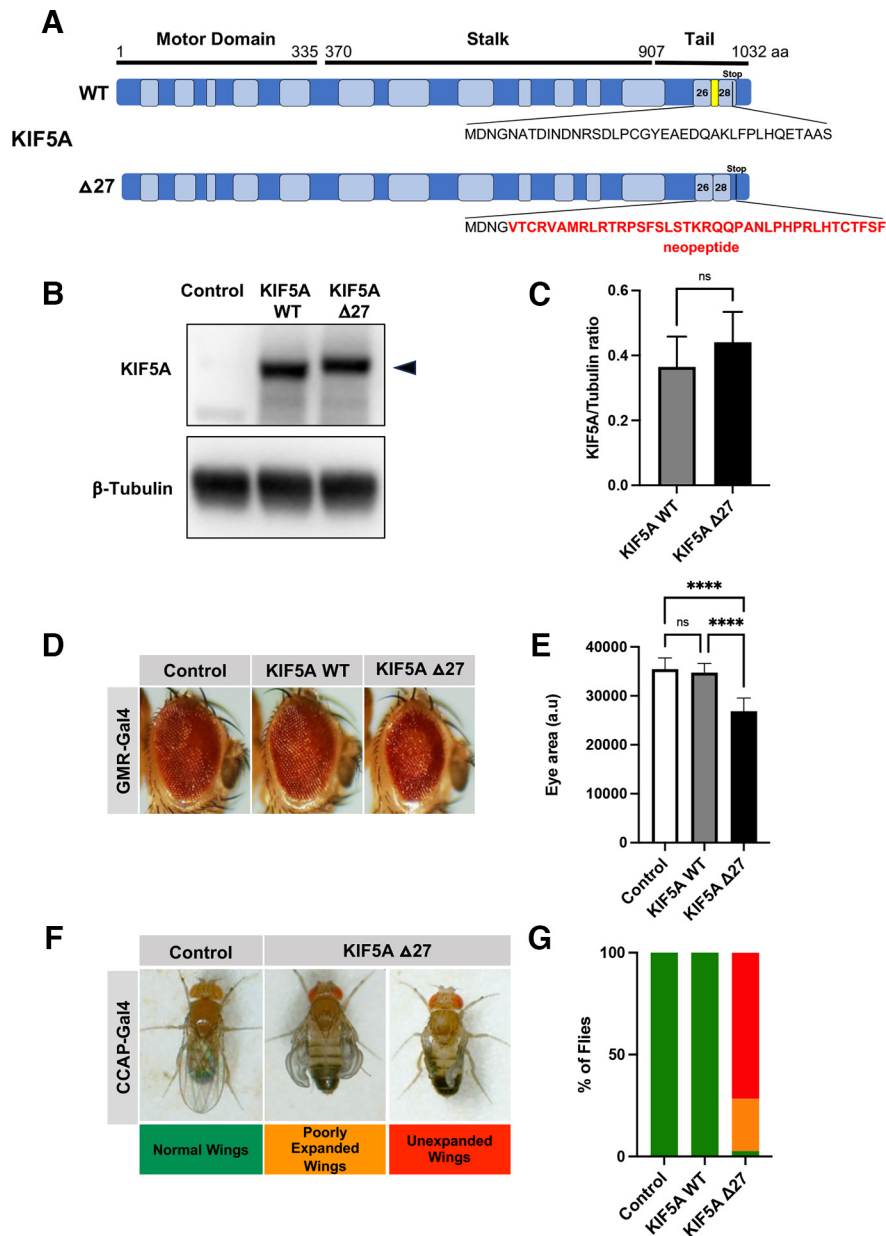 A
Motor Domain Stalk Tail
1 335 370 907 1032 aa
Stop
WT 26 28
MDNGNATDINDNRSDLPCGYEAEDQAKLFPLHQETAAS
KIF5A
Stop
Δ27 26 28
MDNGVTCRVAMRLRTRPSFSLSTKRQQPANLPHPRLHTCTFSF
neopeptide
B
Control KIF5A WT KIF5A Δ27
KIF5A
β-Tubulin
C
ns
0.6
0.4
0.2
0.0
KIF5A/Tubulin ratio
KIF5A WT
KIF5A Δ27
D
Control KIF5A WT KIF5A Δ27
GMR-Gal4
E
****
ns ****
40000
30000
20000
10000
0
Eye area (a.u)
Control
KIF5A WT
KIF5A Δ27
F
Control KIF5A Δ27
CCAP-Gal4
Normal Wings
Poorly
Expanded
Wings
Unexpanded
Wings
G
100
50
0
% of Flies
Control
KIF5A WT
KIF5A Δ27